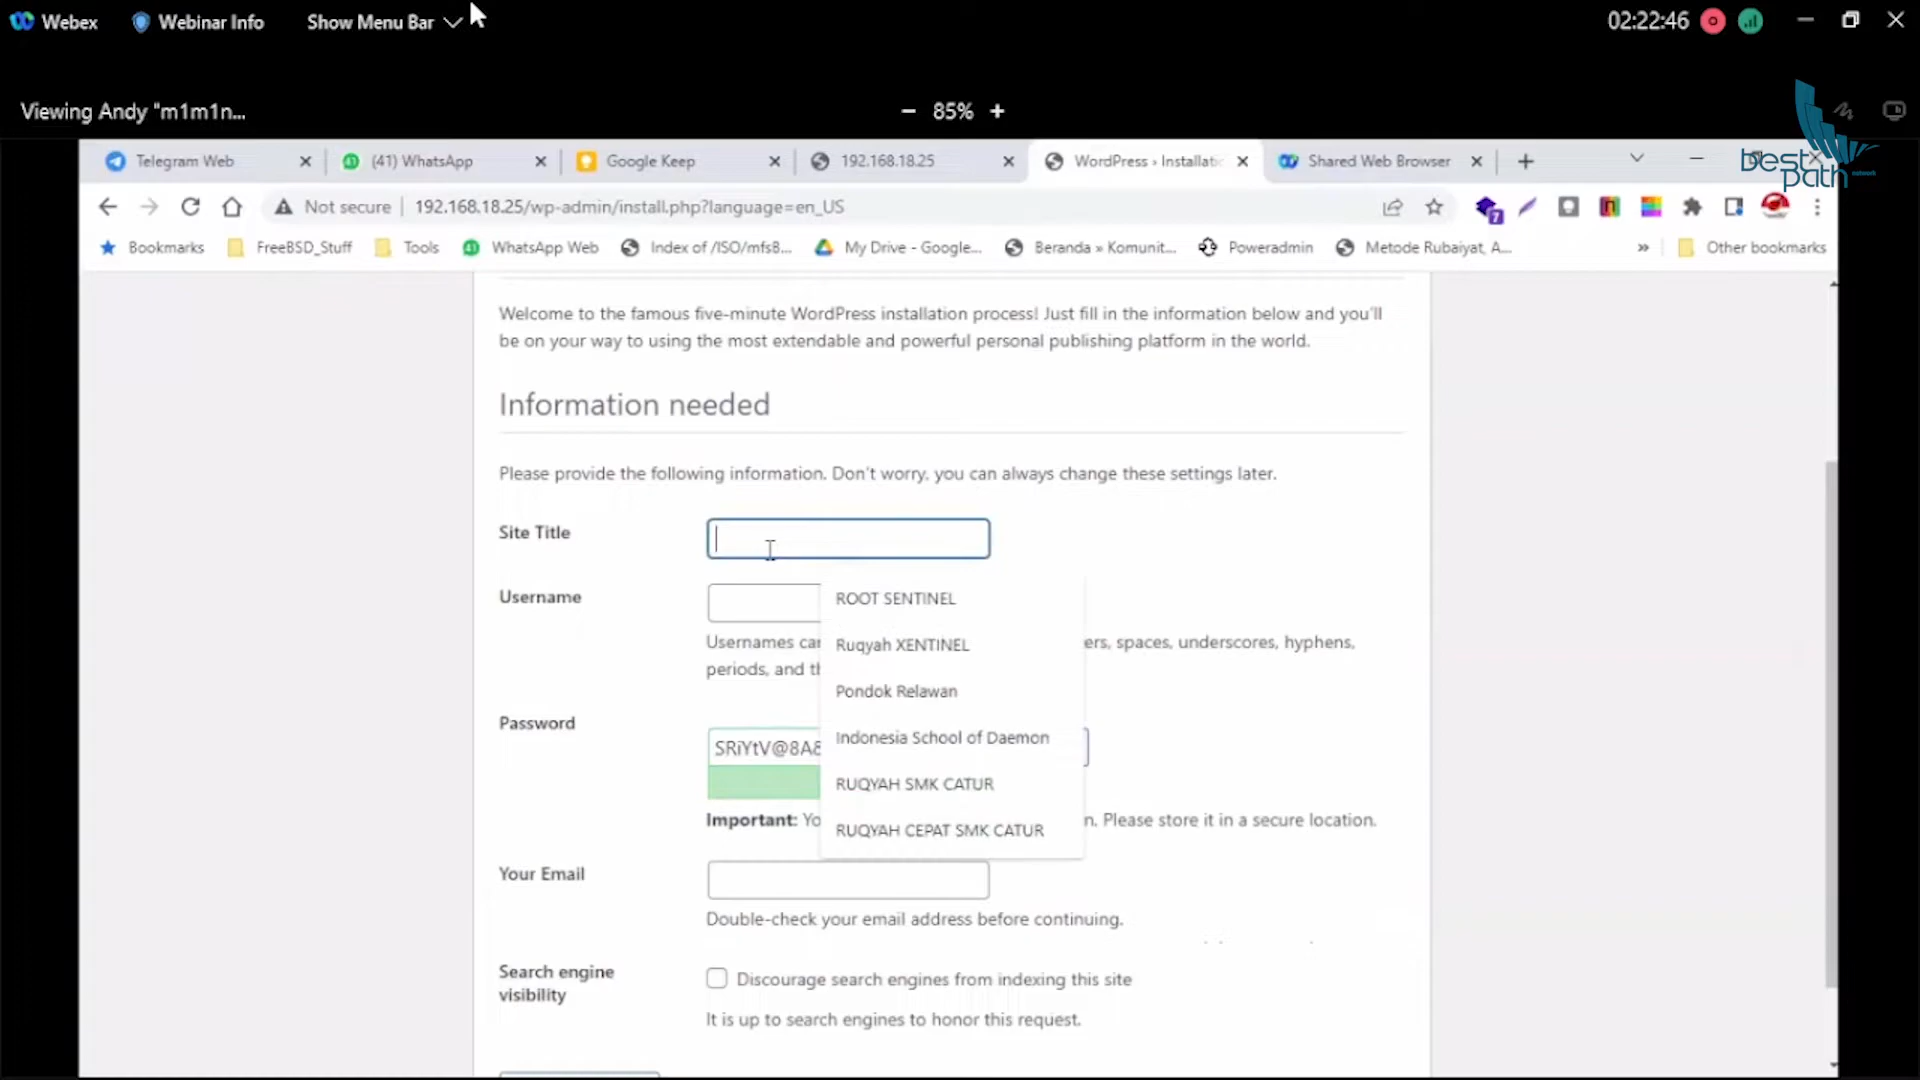 Webex Webinar Info Show Menu Bar 02:22:46
Viewing Andy "m1m1n... − 85% +
best path network
Telegram Web (41) WhatsApp Google Keep 192.168.18.25 WordPress › Installatic Shared Web Browser
Not secure 192.168.18.25/wp-admin/install.php?language=en_US
Bookmarks FreeBSD_Stuff Tools WhatsApp Web Index of /ISO/mfsB... My Drive - Google... Beranda » Komunit... Poweradmin Metode Rubaiyat, A... » Other bookmarks
Welcome to the famous five-minute WordPress installation process! Just fill in the information below and you'll
be on your way to using the most extendable and powerful personal publishing platform in the world.
Information needed
Please provide the following information. Don't worry, you can always change these settings later.
Site Title
Username
ROOT SENTINEL
Ruqyah XENTINEL
Pondok Relawan
Indonesia School of Daemon
RUQYAH SMK CATUR
RUQYAH CEPAT SMK CATUR
Usernames can ers, spaces, underscores, hyphens,
periods, and th
Password
SRiYtV@8A8
Important: Yo n. Please store it in a secure location.
Your Email
Double-check your email address before continuing.
Search engine
visibility
Discourage search engines from indexing this site
It is up to search engines to honor this request.